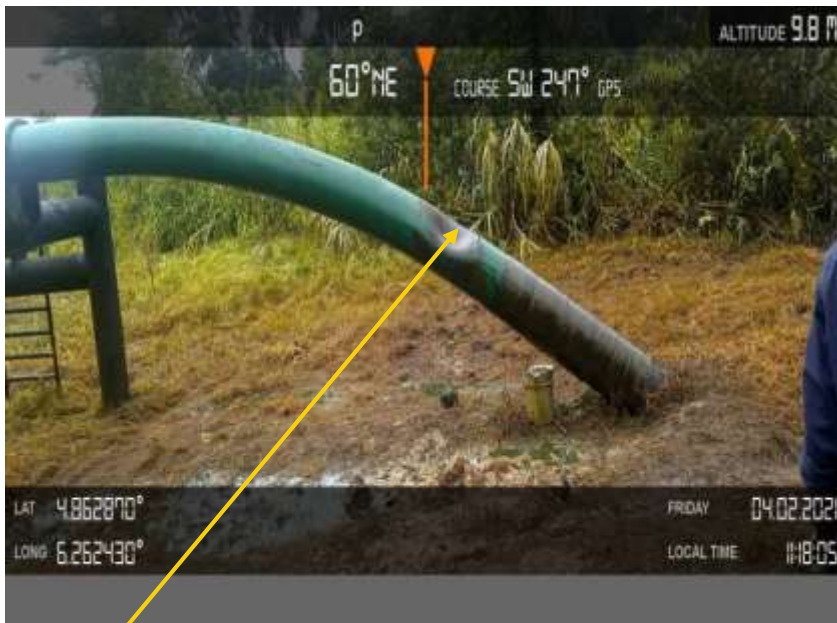 P
ALTITUDE 9.8 M
60°NE
COURSE SW 247° GPS
LAT 4.862870°
FRIDAY
LONG 6.262430°
LOCAL TIME 11:18:05